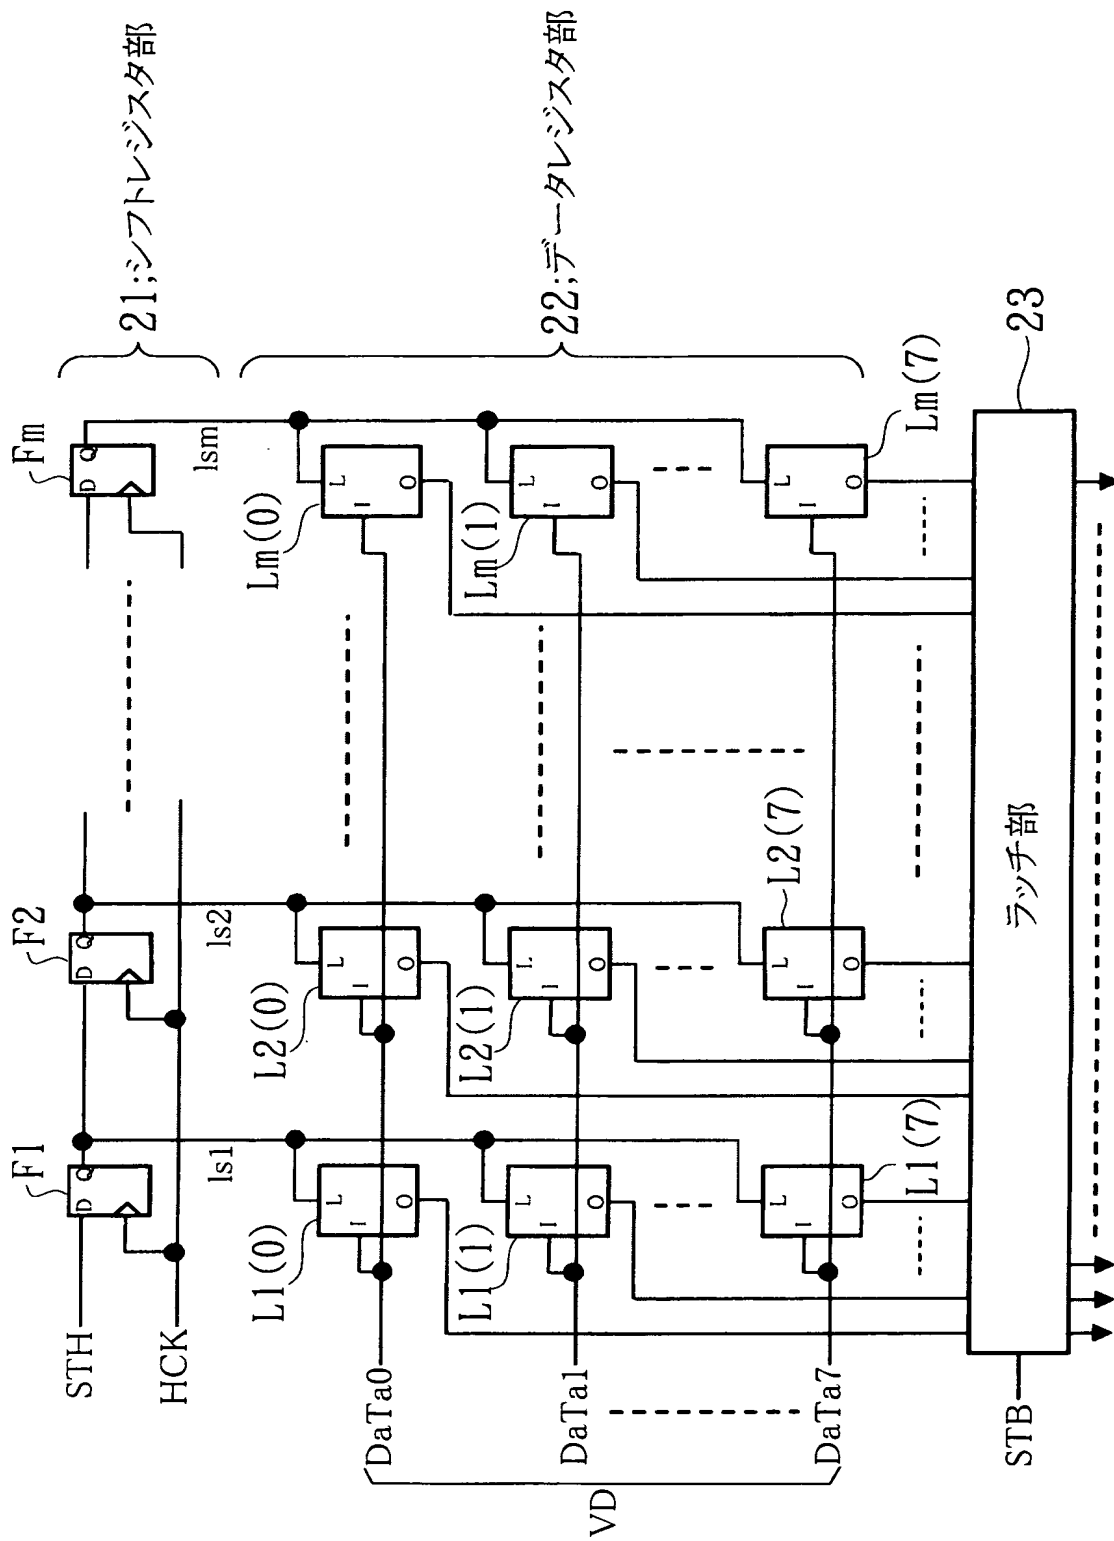 STH
HCK
F1
F2
Fm
D
Q
D
Q
D
Q
21;シフトレジスタ部
ls1
ls2
lsm
L1(0)
L2(0)
Lm(0)
L
I
O
L
I
O
L
I
O
DaTa0
22;データレジスタ部
L1(1)
L2(1)
Lm(1)
L
I
O
L
I
O
L
I
O
DaTa1
VD
L1(7)
L2(7)
Lm(7)
L
I
O
L
I
O
L
I
O
DaTa7
STB
ラッチ部
23